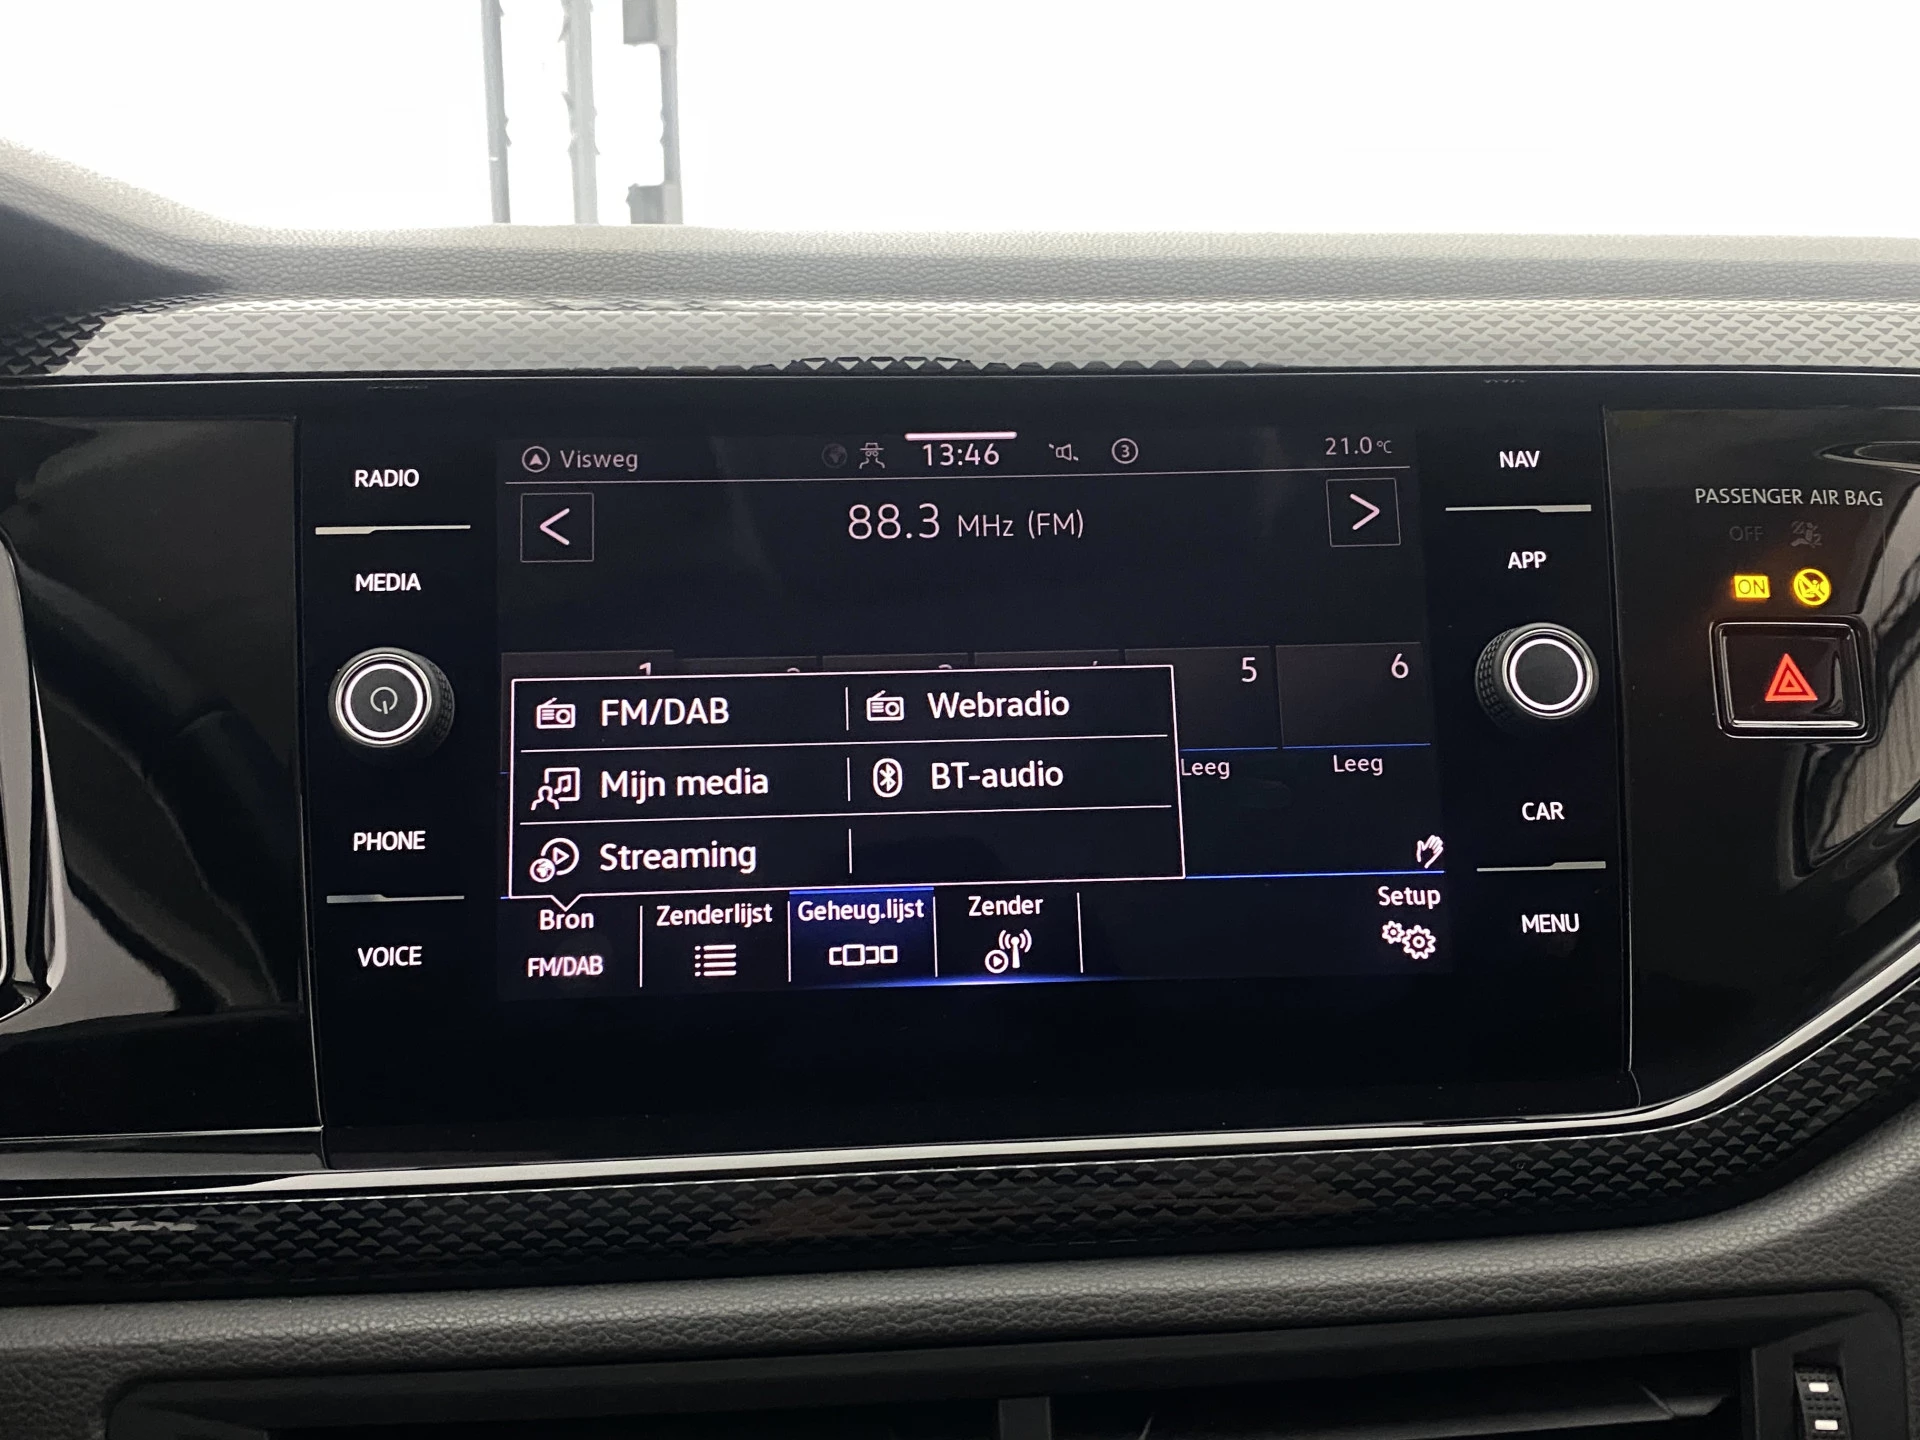 Visweg
13:46
3
21.0 °C
88.3 MHz (FM)
RADIO
MEDIA
PHONE
VOICE
NAV
APP
CAR
MENU
PASSENGER AIR BAG
OFF
ON
1
5
6
FM/DAB
Webradio
Mijn media
BT-audio
Streaming
Leeg
Leeg
Bron
FM/DAB
Zenderlijst
Geheug.lijst
Zender
Setup